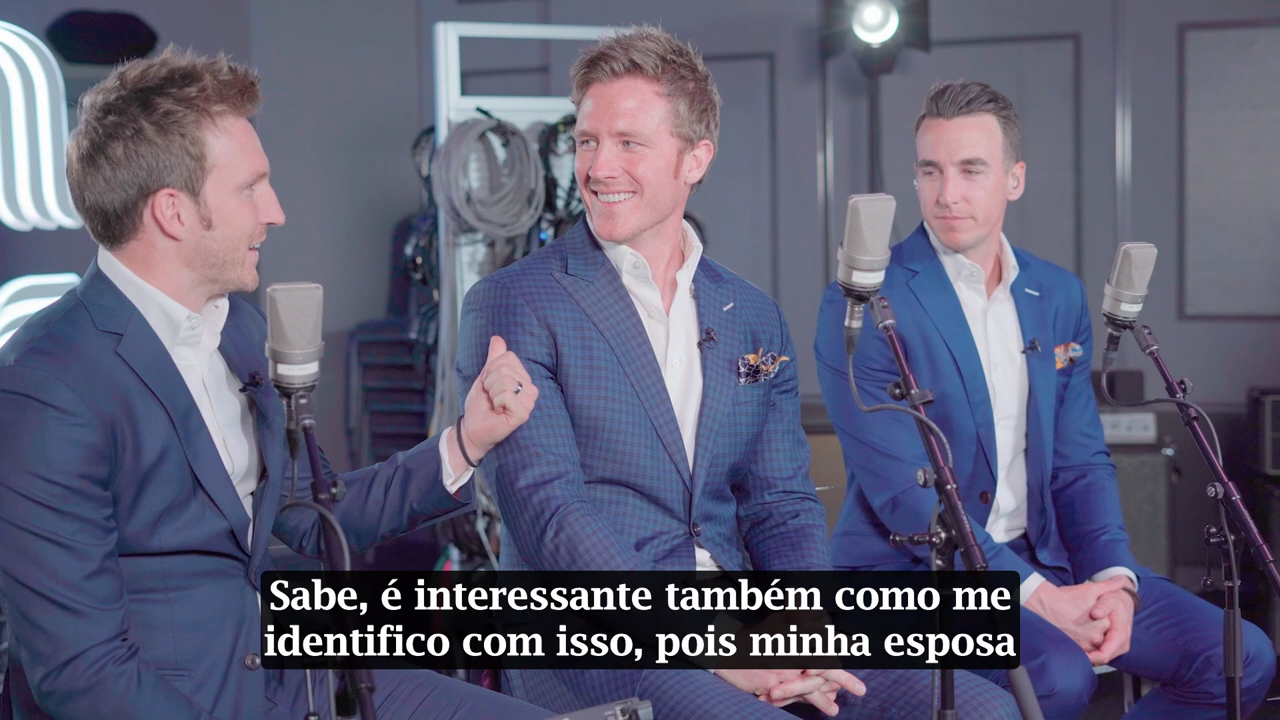 Sabe, é interessante também como me
identifico com isso, pois minha esposa